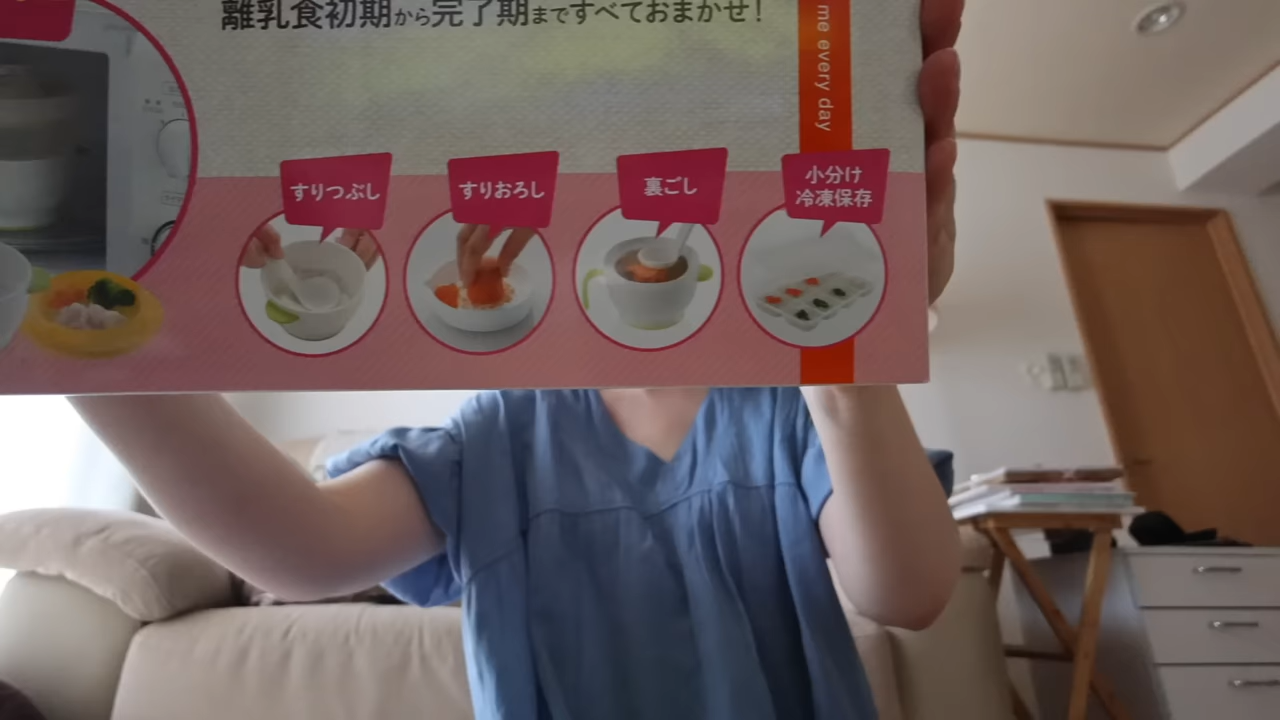 離乳食初期から完了期まですべておまかせ!
me every day
すりつぶし
すりおろし
裏ごし
小分け
冷凍保存